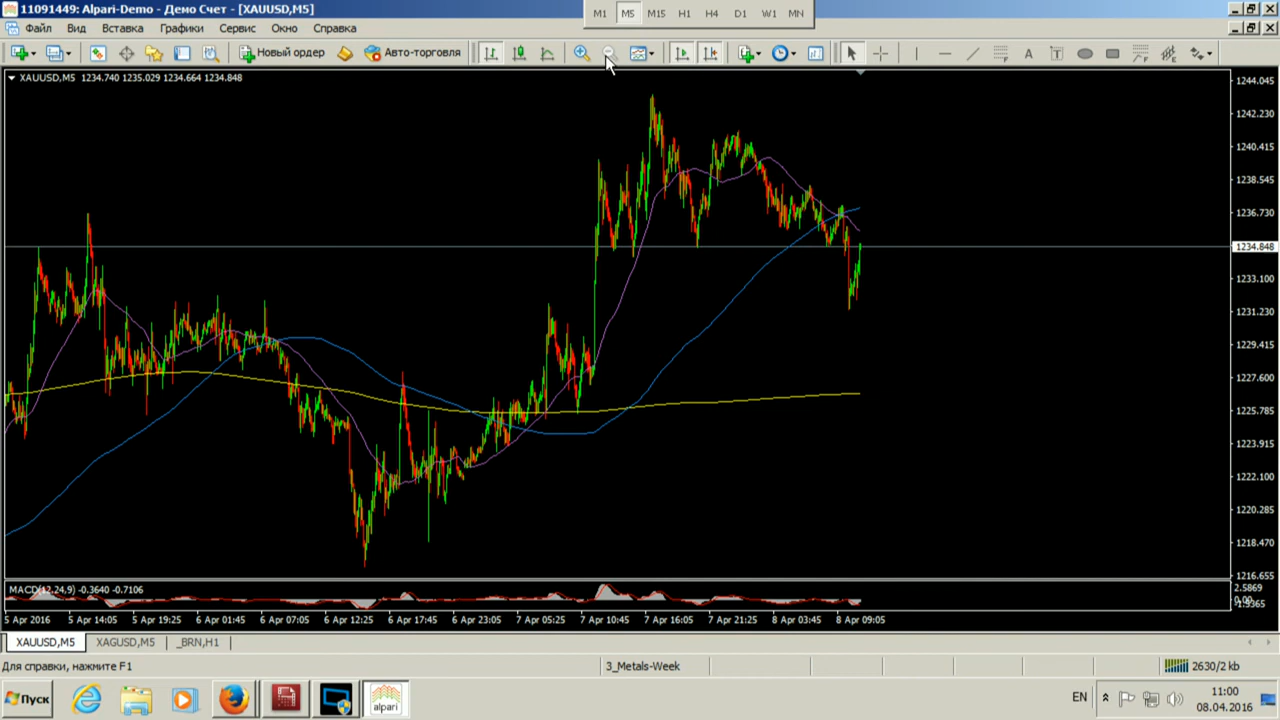 11091449: Alpari-Demo - Демо Счет - [XAUUSD,M5]
M1 M5 M15 H1 H4 D1 W1 MN
Файл Вид Вставка Графики Сервис Окно Справка
Новый ордер Авто-торговля
XAUUSD,M5 1234.740 1235.029 1234.664 1234.848
1244.045
1242.230
1240.415
1238.545
1236.730
1234.848
1233.100
1231.230
1229.415
1227.600
1225.785
1223.915
1222.100
1220.285
1218.470
1216.655
MACD(12,24,9) -0.3640 -0.7106
2.5869
5 Apr 2016 5 Apr 14:05 5 Apr 19:25 6 Apr 01:45 6 Apr 07:05 6 Apr 12:25 6 Apr 17:45 6 Apr 23:05 7 Apr 05:25 7 Apr 10:45 7 Apr 16:05 7 Apr 21:25 8 Apr 03:45 8 Apr 09:05
XAUUSD,M5 XAGUSD,M5 _BRN,H1
Для справки, нажмите F1 3_Metals-Week 2630/2 kb
Пуск alpari EN 11:00
08.04.2016